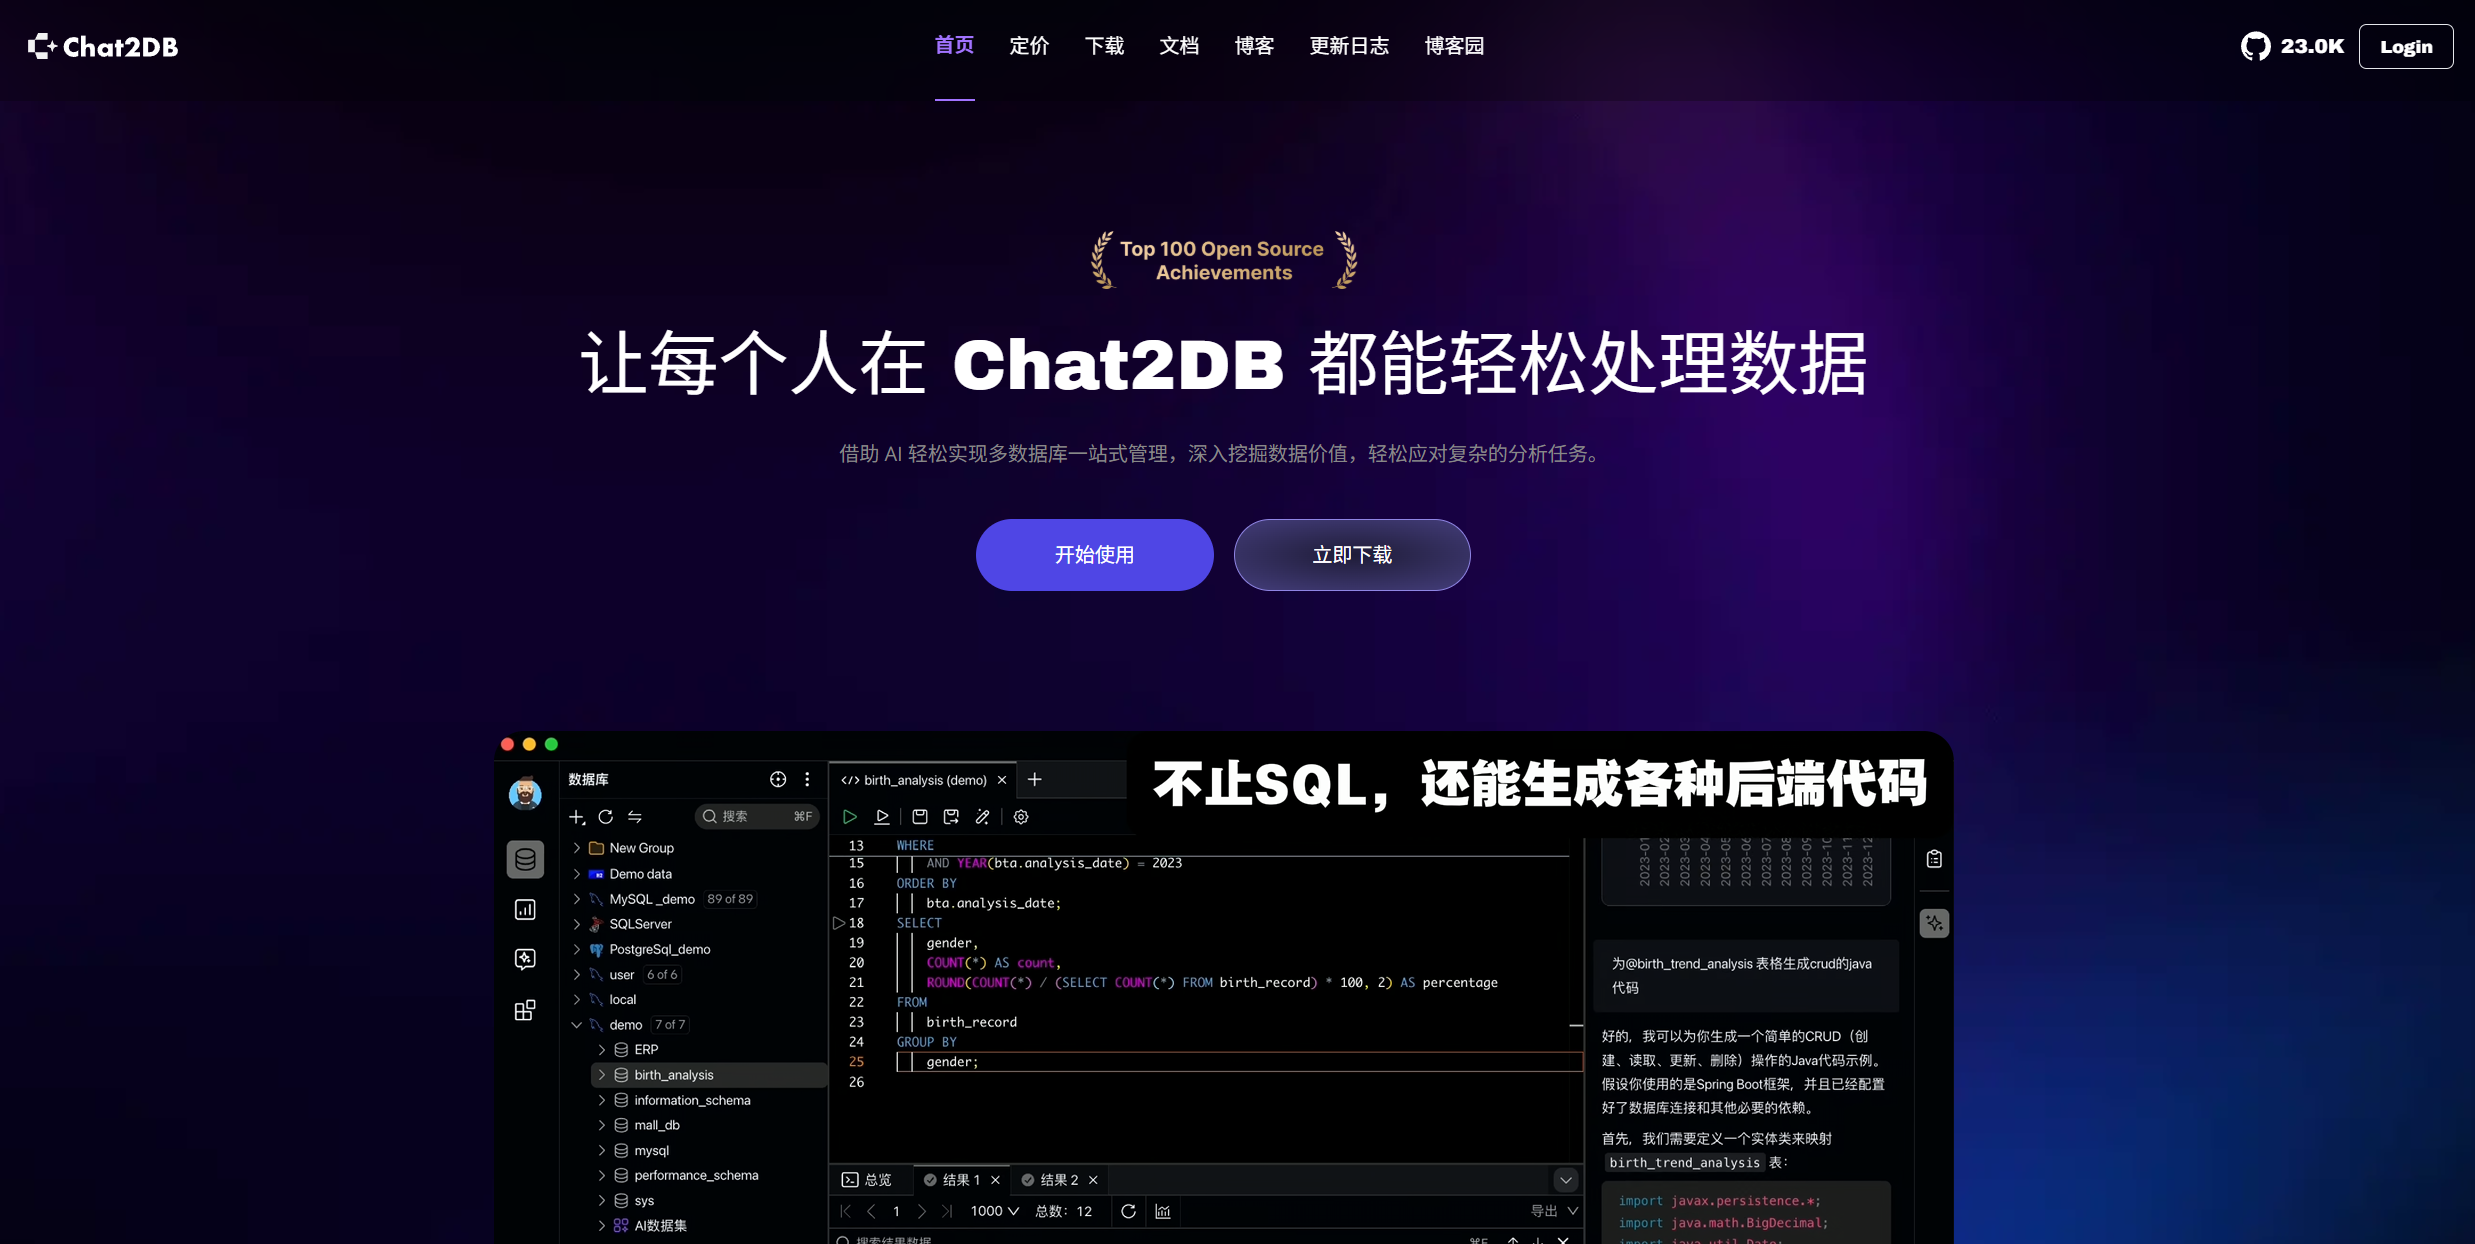 Chat2DB
首页 定价 下载 文档 博客 更新日志 博客园
23.0K
Login
Top 100 Open Source
Achievements
让每个人在 Chat2DB 都能轻松处理数据
借助 AI 轻松实现多数据库一站式管理，深入挖掘数据价值，轻松应对复杂的分析任务。
开始使用
立即下载
不止SQL，还能生成各种后端代码
数据库
搜索 ⌘F
New Group
Demo data
MySQL_demo 89 of 89
SQLServer
PostgreSql_demo
user 6 of 6
local
demo 7 of 7
ERP
birth_analysis
information_schema
mall_db
mysql
performance_schema
sys
AI数据集
birth_analysis (demo)
13 WHERE
15 AND YEAR(bta.analysis_date) = 2023
16 ORDER BY
17 bta.analysis_date;
18 SELECT
19 gender,
20 COUNT(*) AS count,
21 ROUND(COUNT(*) / (SELECT COUNT(*) FROM birth_record) * 100, 2) AS percentage
22 FROM
23 birth_record
24 GROUP BY
25 gender;
26
总览 结果 1 结果 2
1 1000 总数：12 导出
搜索结果数据 ⌘F
2023-01 2023-02 2023-03 2023-04 2023-05 2023-06 2023-07 2023-08 2023-09 2023-10 2023-11 2023-12
为@birth_trend_analysis 表格生成crud的java
代码
好的，我可以为你生成一个简单的CRUD（创
建、读取、更新、删除）操作的Java代码示例。
假设你使用的是Spring Boot框架，并且已经配置
好了数据库连接和其他必要的依赖。
首先，我们需要定义一个实体类来映射
birth_trend_analysis 表：
import javax.persistence.*;
import java.math.BigDecimal;
import java.util.Date;